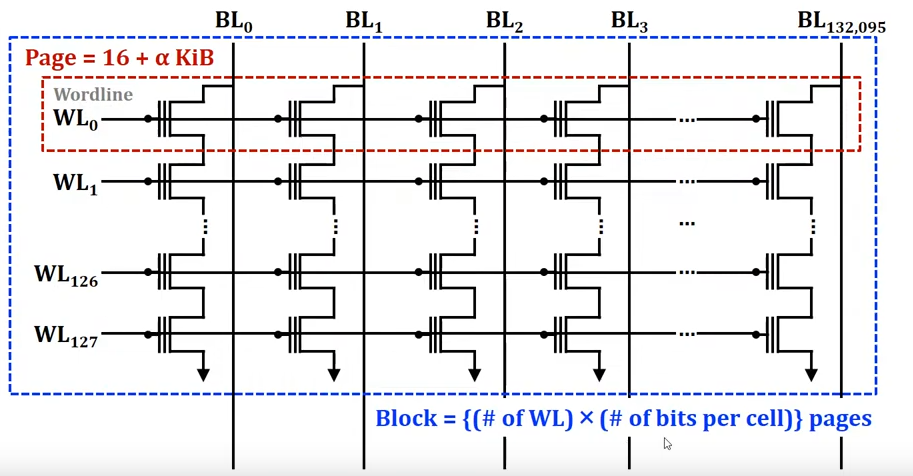 BL₀ BL₁ BL₂ BL₃ BL₁₃₂,₀₉₅
Page = 16 + α KiB
Wordline
WL₀ ...
WL₁ ...
... ... ... ... ... ...
WL₁₂₆ ...
WL₁₂₇ ...
Block = {(# of WL) × (# of bits per cell)} pages